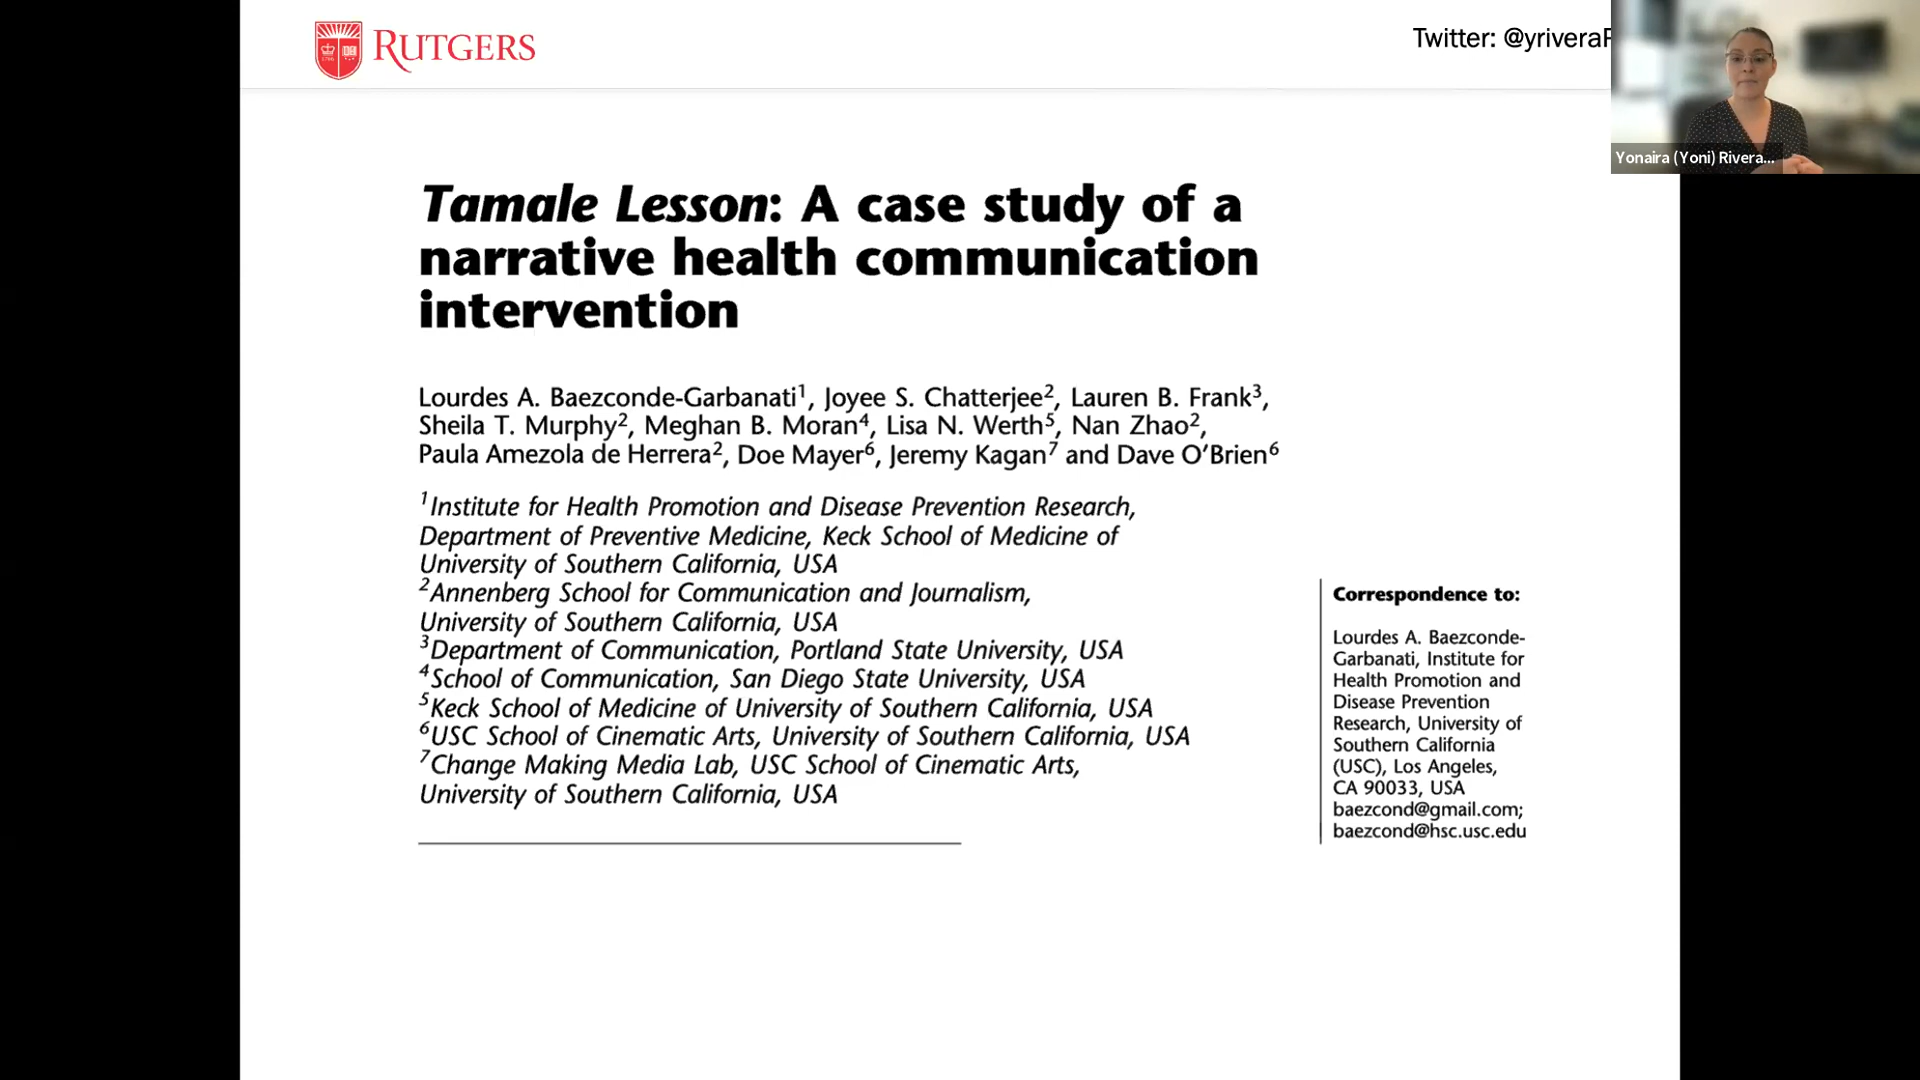 RUTGERS
Twitter: @yrivera
Yonaira (Yoni) Rivera...
Tamale Lesson: A case study of a
narrative health communication
intervention
Lourdes A. Baezconde-Garbanati1, Joyee S. Chatterjee2, Lauren B. Frank3,
Sheila T. Murphy2, Meghan B. Moran4, Lisa N. Werth5, Nan Zhao2,
Paula Amezola de Herrera2, Doe Mayer6, Jeremy Kagan7 and Dave O'Brien6
1Institute for Health Promotion and Disease Prevention Research,
Department of Preventive Medicine, Keck School of Medicine of
University of Southern California, USA
2Annenberg School for Communication and Journalism,
University of Southern California, USA
3Department of Communication, Portland State University, USA
4School of Communication, San Diego State University, USA
5Keck School of Medicine of University of Southern California, USA
6USC School of Cinematic Arts, University of Southern California, USA
7Change Making Media Lab, USC School of Cinematic Arts,
University of Southern California, USA
Correspondence to:
Lourdes A. Baezconde-
Garbanati, Institute for
Health Promotion and
Disease Prevention
Research, University of
Southern California
(USC), Los Angeles,
CA 90033, USA
baezcond@gmail.com;
baezcond@hsc.usc.edu